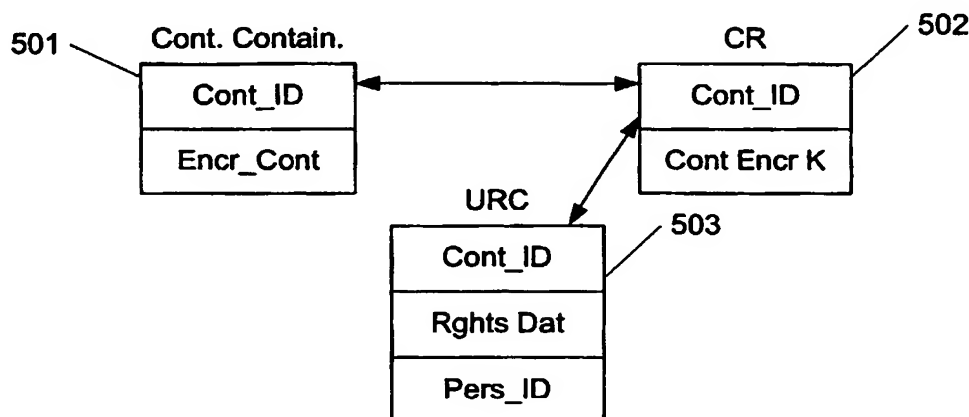 501
Cont. Contain.
Cont_ID
Encr_Cont
CR
502
Cont_ID
Cont Encr K
URC
503
Cont_ID
Rghts Dat
Pers_ID